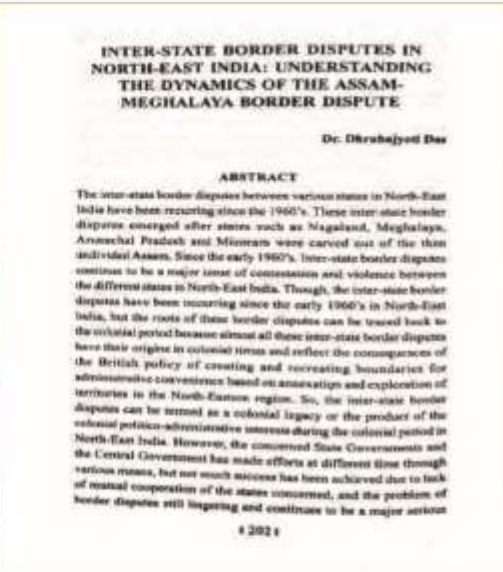 INTER-STATE BORDER DISPUTES IN
NORTH-EAST INDIA: UNDERSTANDING
THE DYNAMICS OF THE ASSAM-
MEGHALAYA BORDER DISPUTE
Dr. Dhrubajyoti Das
ABSTRACT
The inter-state border disputes between various states in North-East
India have been recurring since the 1960's. These inter-state border
disputes emerged after states such as Nagaland, Meghalaya,
Arunachal Pradesh and Mizoram were carved out of the then
undivided Assam. Since the early 1960's. Inter-state border disputes
continue to be a major issue of contestation and violence between
the different states in North-East India. Though, the inter-state border
disputes have been recurring since the early 1960's in North-East
India, but the roots of these border disputes can be traced back to
the colonial period because almost all these inter-state border disputes
have their origin in colonial times and reflect the consequences of
the British policy of creating and recreating boundaries for
administrative convenience based on annexation and exploration of
territories in the North-Eastern region. So, the inter-state border
disputes can be termed as a colonial legacy or the product of the
colonial politico-administrative interests during the colonial period in
North-East India. However, the concerned State Governments and
the Central Government has made efforts at different time through
various means, but not much success has been achieved due to lack
of mutual cooperation of the states concerned, and the problem of
border disputes still lingering and continues to be a major serious
202